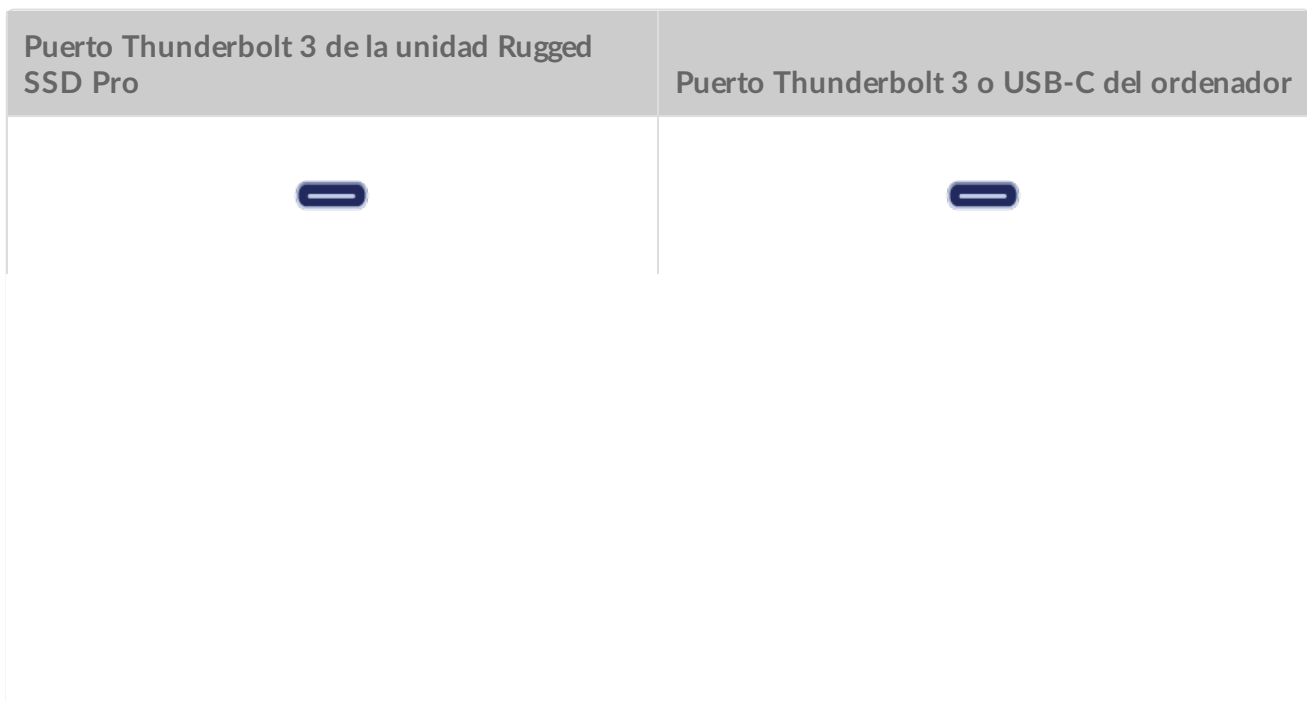 Puerto Thunderbolt 3 de la unidad Rugged
SSD Pro
Puerto Thunderbolt 3 o USB-C del ordenador